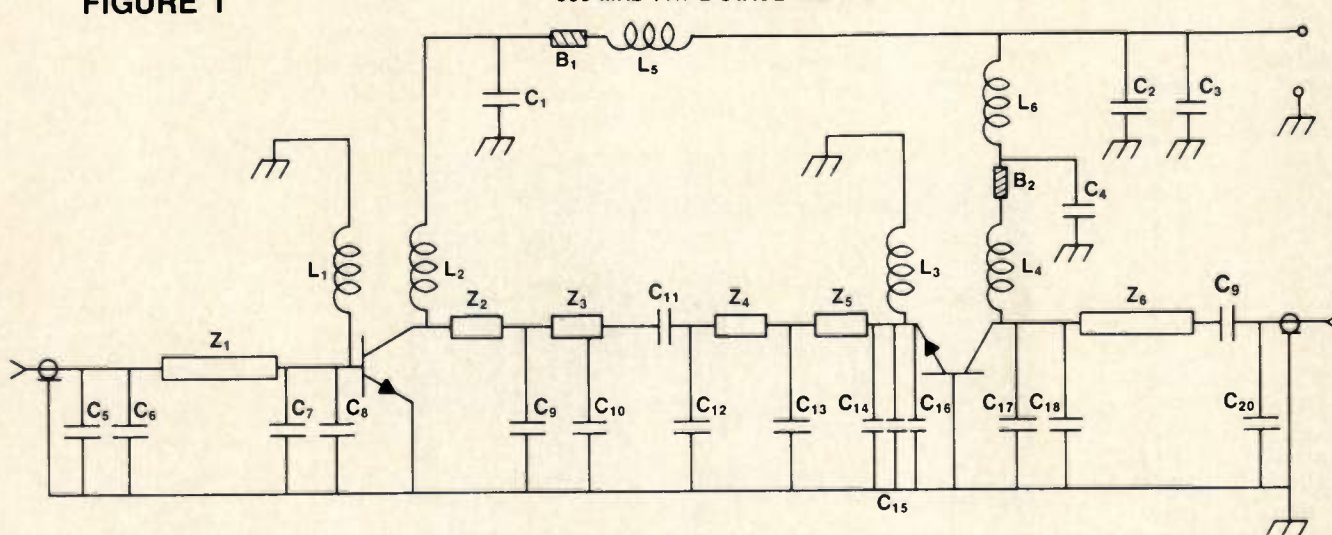 FIGURE 1
B₁
L₅
C₁
L₆
C₂
C₃
B₂
C₄
L₁
L₂
L₃
L₄
Z₁
Z₂
Z₃
C₁₁
Z₄
Z₅
Z₆
C₉
C₅
C₆
C₇
C₈
C₉
C₁₀
C₁₂
C₁₃
C₁₄
C₁₆
C₁₇
C₁₈
C₂₀
C₁₅